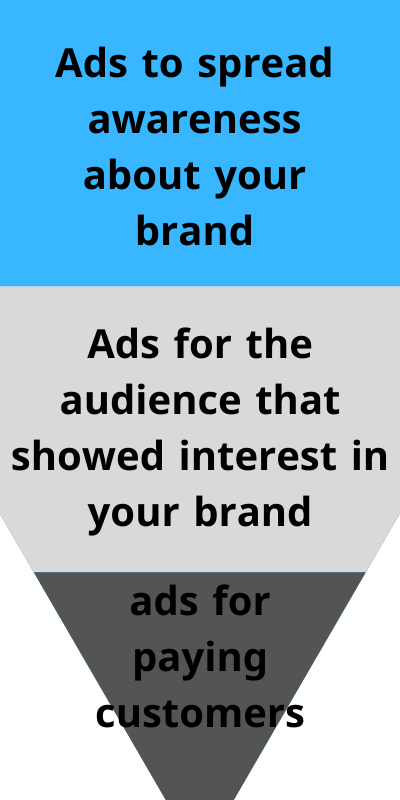 Ads to spread
awareness
about your
brand
Ads for the
audience that
showed interest in
your brand
ads for
paying
customers